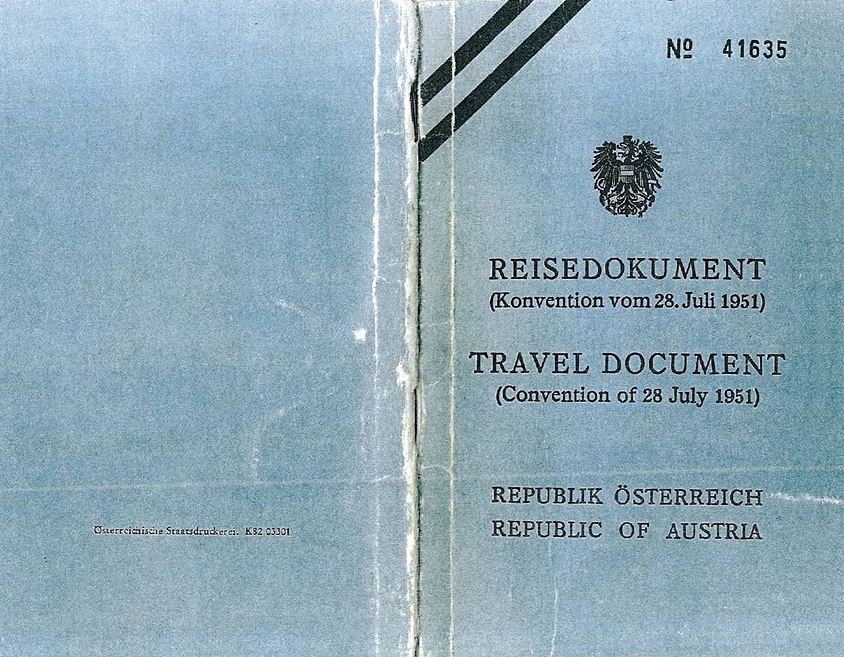 Nº 41635
REISEDOKUMENT
(Konvention vom 28. Juli 1951)
TRAVEL DOCUMENT
(Convention of 28 July 1951)
REPUBLIK ÖSTERREICH
REPUBLIC OF AUSTRIA
Österreichische Staatsdruckerei. K82 03301